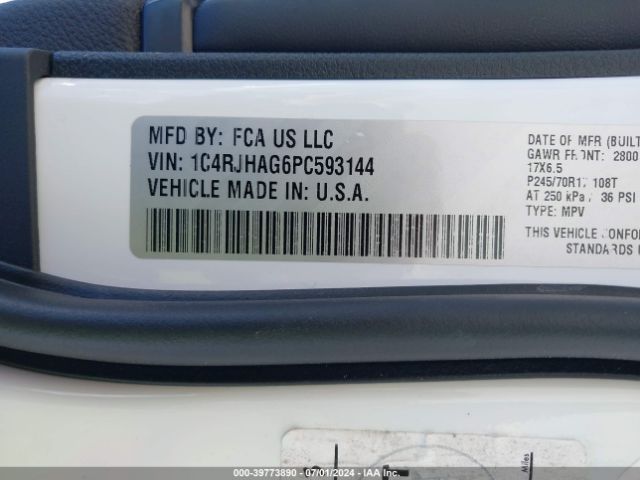 MFD BY: FCA US LLC
VIN: 1C4RJHAG6PC593144
VEHICLE MADE IN: U.S.A.
DATE OF MFR (BUILT
GAWR FRONT: 2800
17X6.5
P245/70R17 108T
AT 250 kPa / 36 PSI
TYPE: MPV
THIS VEHICLE CONFOR
STANDARDS
Miles
000-39773890 - 07/01/2024 - IAA Inc.